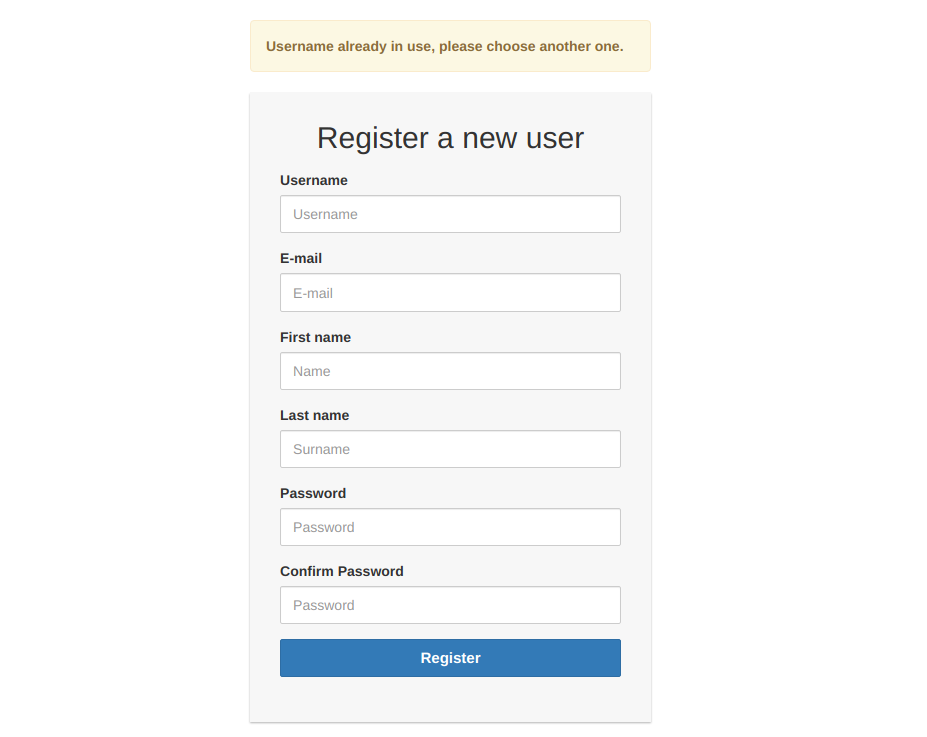 Username already in use, please choose another one.
Register a new user
Username
Username
E-mail
E-mail
First name
Name
Last name
Surname
Password
Password
Confirm Password
Password
Register